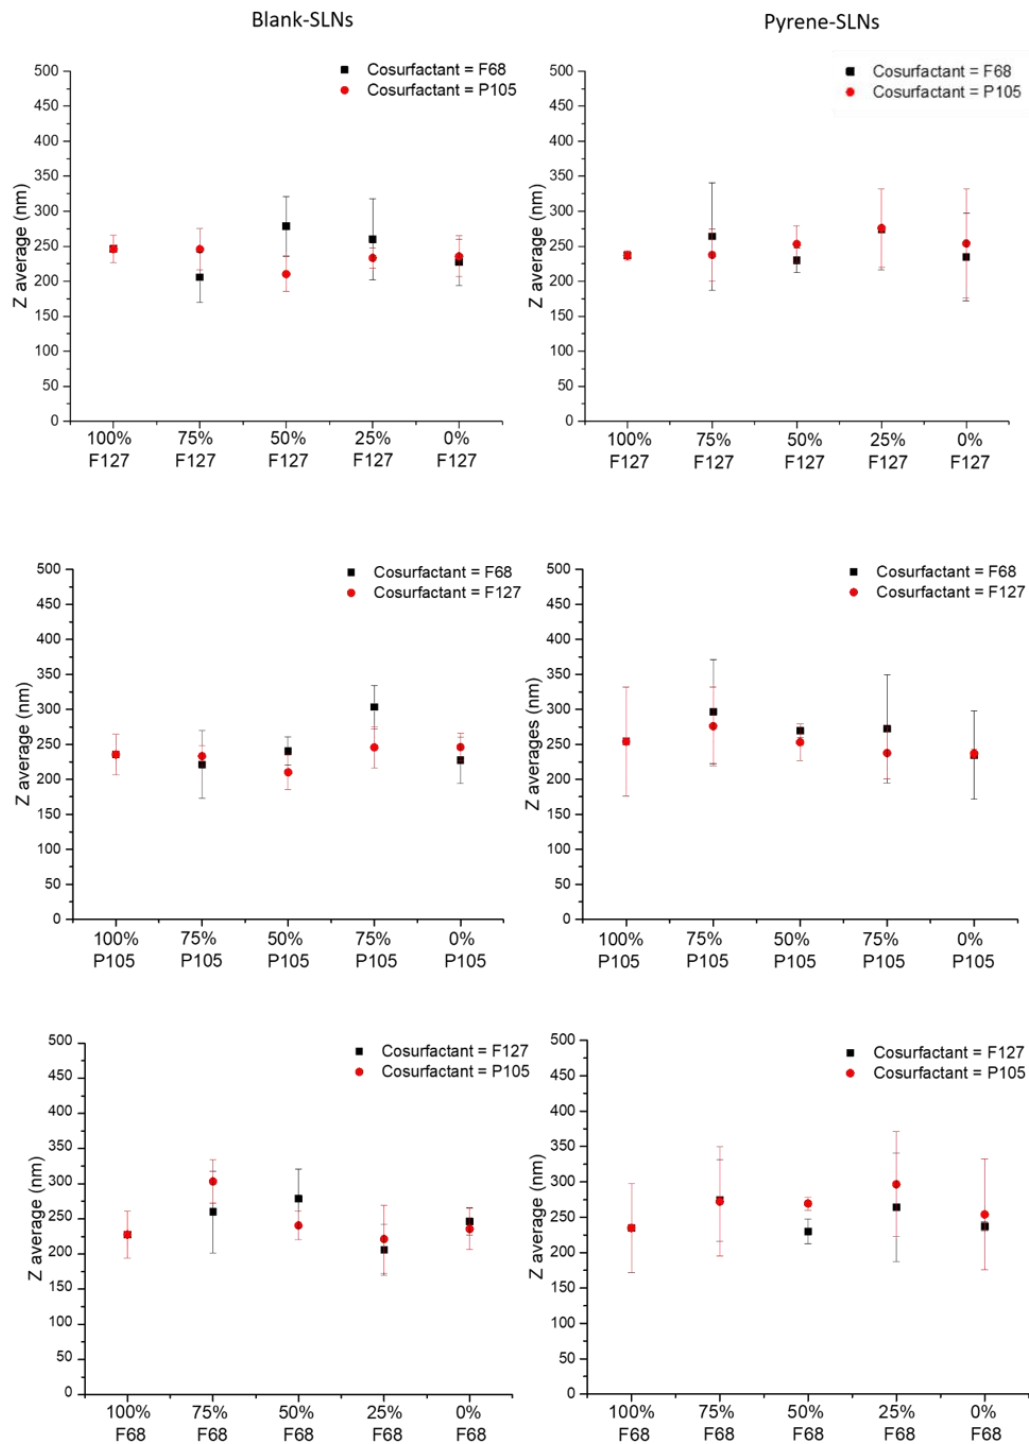 Blank-SLNs
Pyrene-SLNs
Cosurfactant = F68
Cosurfactant = P105
Z average (nm)
500
450
400
350
300
250
200
150
100
50
0
100% 75% 50% 25% 0%
F127 F127 F127 F127 F127
Cosurfactant = F68
Cosurfactant = P105
Z average (nm)
500
450
400
350
300
250
200
150
100
50
0
100% 75% 50% 25% 0%
F127 F127 F127 F127 F127
Cosurfactant = F68
Cosurfactant = F127
Z average (nm)
500
450
400
350
300
250
200
150
100
50
0
100% 75% 50% 75% 0%
P105 P105 P105 P105 P105
Cosurfactant = F68
Cosurfactant = F127
Z averages (nm)
500
450
400
350
300
250
200
150
100
50
0
100% 75% 50% 75% 0%
P105 P105 P105 P105 P105
Cosurfactant = F127
Cosurfactant = P105
Z average (nm)
500
450
400
350
300
250
200
150
100
50
0
100% 75% 50% 25% 0%
F68 F68 F68 F68 F68
Cosurfactant = F127
Cosurfactant = P105
Z average (nm)
500
450
400
350
300
250
200
150
100
50
0
100% 75% 50% 25% 0%
F68 F68 F68 F68 F68